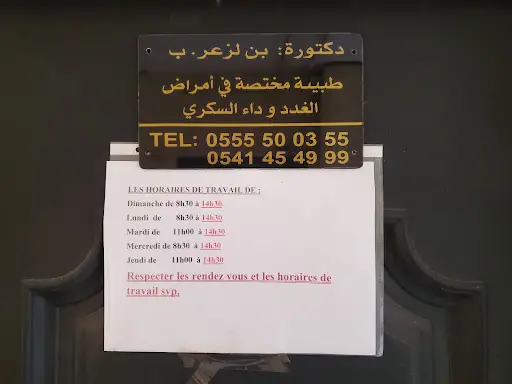 دكتورة: بن لزعر. ب
طبيبة مختصة في أمراض
الغدد و داء السكري
TEL: 0555 50 03 55
0541 45 49 99
LES HORAIRES DE TRAVAIL DE :
Dimanche de 8h30 à 14h30
Lundi de 8h30 à 14h30
Mardi de 11h00 à 14h30
Mercredi de 8h30 à 14h30
Jeudi de 11h00 à 14h30
Respecter les rendez vous et les horaires de
travail svp.